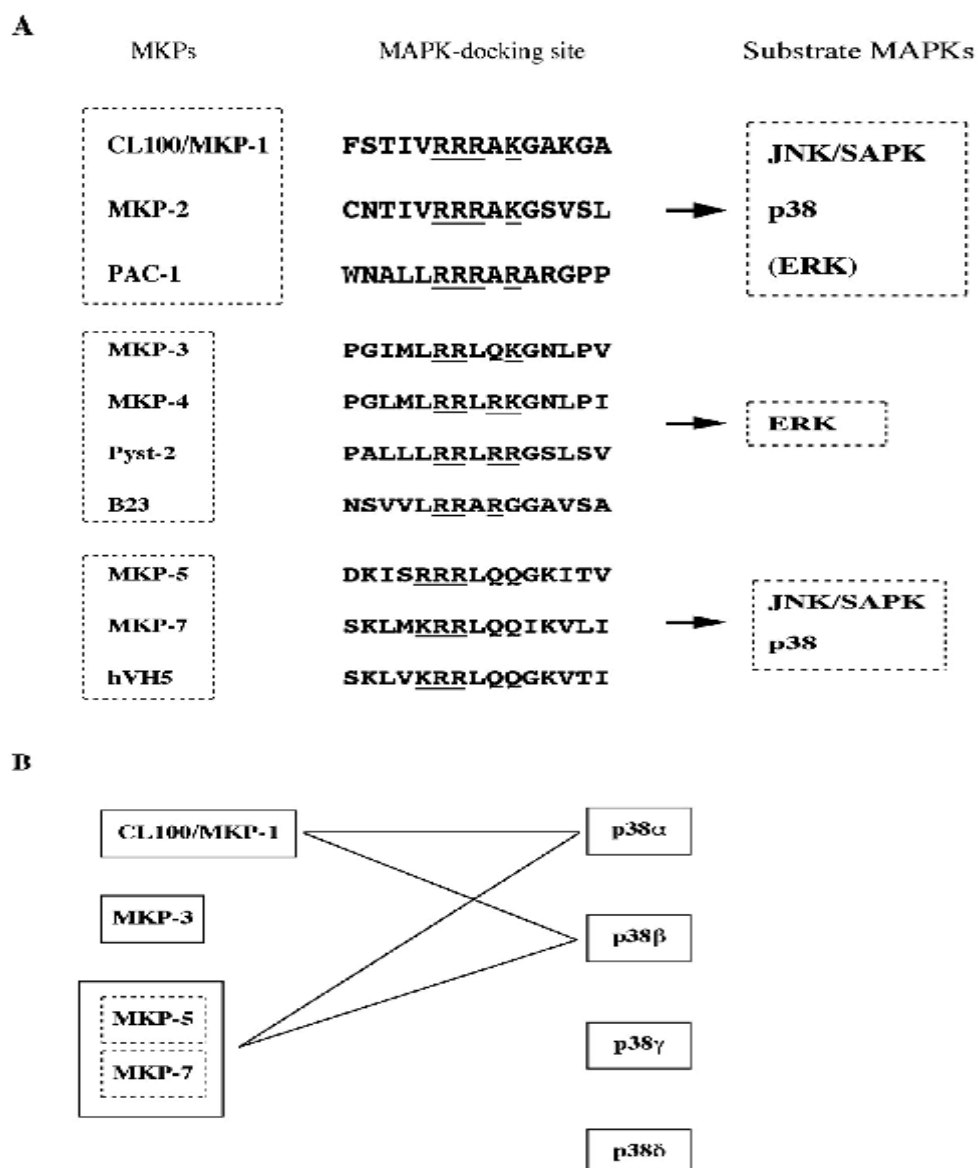 A
MKPs MAPK-docking site Substrate MAPKs
CL100/MKP-1 FSTIVRRRAKGAKGA JNK/SAPK
MKP-2 CNTIVRRRAKGSVSL p38
PAC-1 WNALLRRRARARGPP (ERK)
MKP-3 PGIMLRRLQKGNLPV
MKP-4 PGLMLRRLRKGNLPI ERK
Pyst-2 PALLLRRLRRGSLSV
B23 NSVVLRRARGGAVSA
MKP-5 DKISRRRLQQGKITV JNK/SAPK
MKP-7 SKLMKRRLQQIKVLI p38
hVH5 SKLVKRRLQQGKVTI
B
CL100/MKP-1 p38α
MKP-3 p38β
MKP-5
MKP-7 p38γ
p38δ